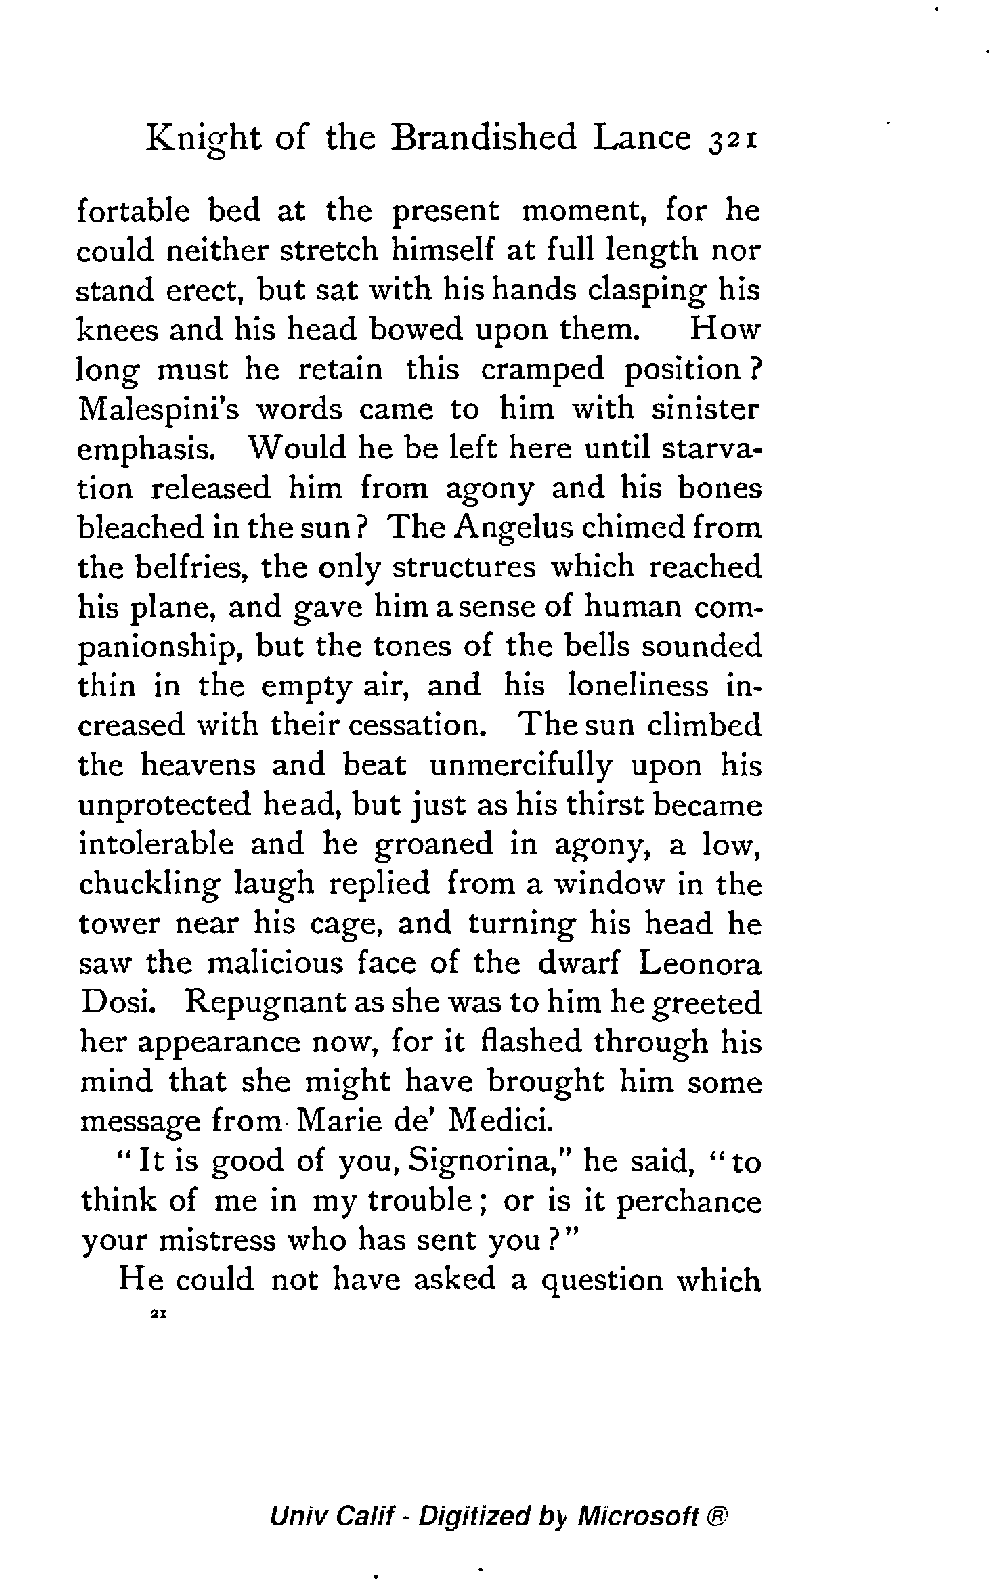 Knight of the Brandished Lance 321
fortable bed at the present moment, for he
could neither stretch himself at full length nor
stand erect, but sat with his hands clasping his
knees and his head bowed upon them. How
long must he retain this cramped position?
Malespini's words came to him with sinister
emphasis. Would he be left here until starva-
tion released him from agony and his bones
bleached in the sun? The Angelus chimed from
the belfries, the only structures which reached
his plane, and gave him a sense of human com-
panionship, but the tones of the bells sounded
thin in the empty air, and his loneliness in-
creased with their cessation. The sun climbed
the heavens and beat unmercifully upon his
unprotected head, but just as his thirst became
intolerable and he groaned in agony, a low,
chuckling laugh replied from a window in the
tower near his cage, and turning his head he
saw the malicious face of the dwarf Leonora
Dosi. Repugnant as she was to him he greeted
her appearance now, for it flashed through his
mind that she might have brought him some
message from Marie de' Medici.
"It is good of you, Signorina," he said, "to
think of me in my trouble; or is it perchance
your mistress who has sent you?"
He could not have asked a question which
21
Univ Calif - Digitized by Microsoft ®